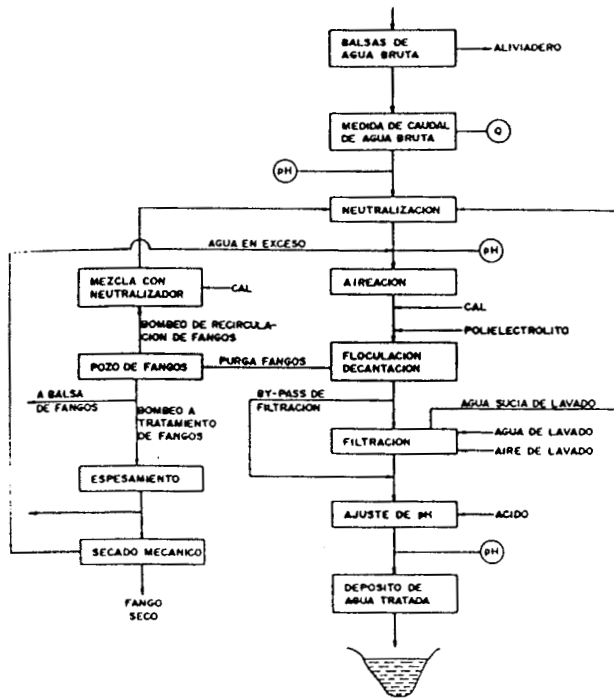 BALSAS DE
AGUA BRUTA
ALIVIADERO
MEDIDA DE CAUDAL
DE AGUA BRUTA
Q
pH
NEUTRALIZACION
AGUA EN EXCESO
pH
MEZCLA CON
NEUTRALIZADOR
CAL
AIREACION
CAL
POLIELECTROLITO
BOMBEO DE RECIRCULA-
CION DE FANGOS
POZO DE FANGOS
PURGA FANGOS
FLOCULACION
DECANTACION
A BALSA
DE FANGOS
BOMBEO A
TRATAMIENTO
DE FANGOS
BY-PASS DE
FILTRACION
AGUA SUCIA DE LAVADO
FILTRACION
AGUA DE LAVADO
AIRE DE LAVADO
ESPESAMIENTO
AJUSTE DE pH
ACIDO
SECADO MECANICO
pH
FANGO
SECO
DEPOSITO DE
AGUA TRATADA